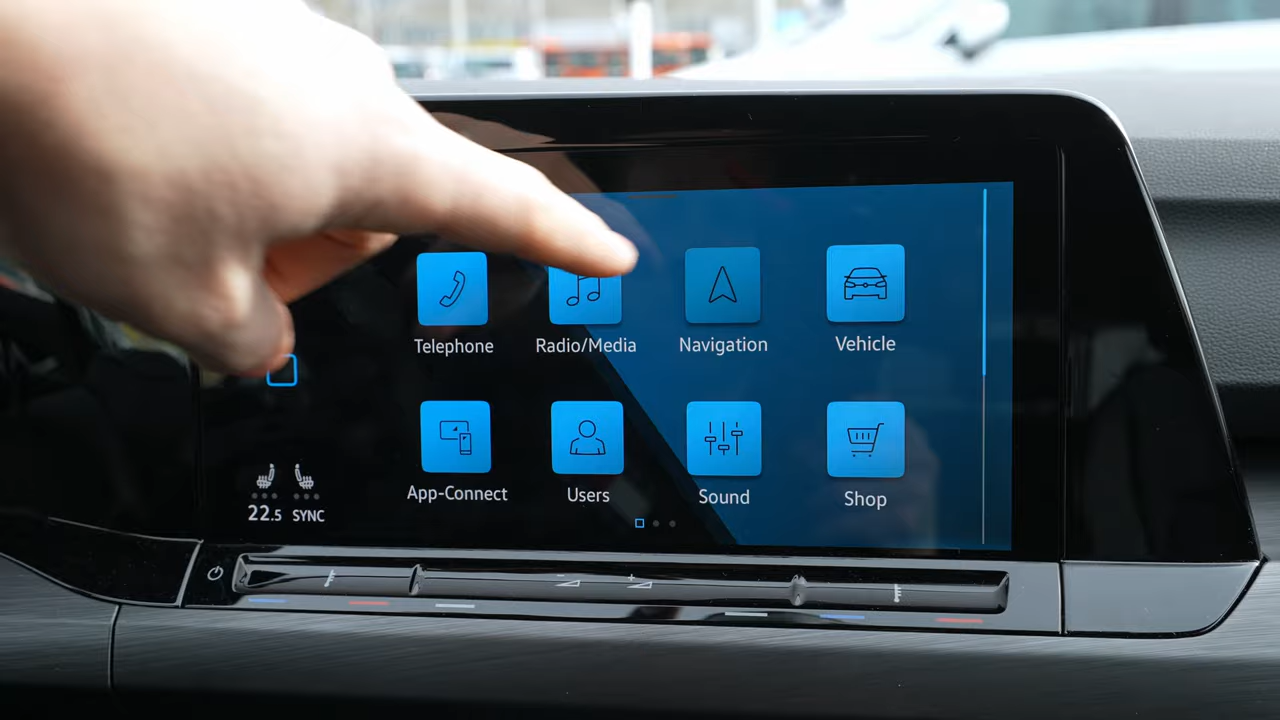 Telephone Radio/Media Navigation Vehicle
App-Connect Users Sound Shop
22.5 SYNC